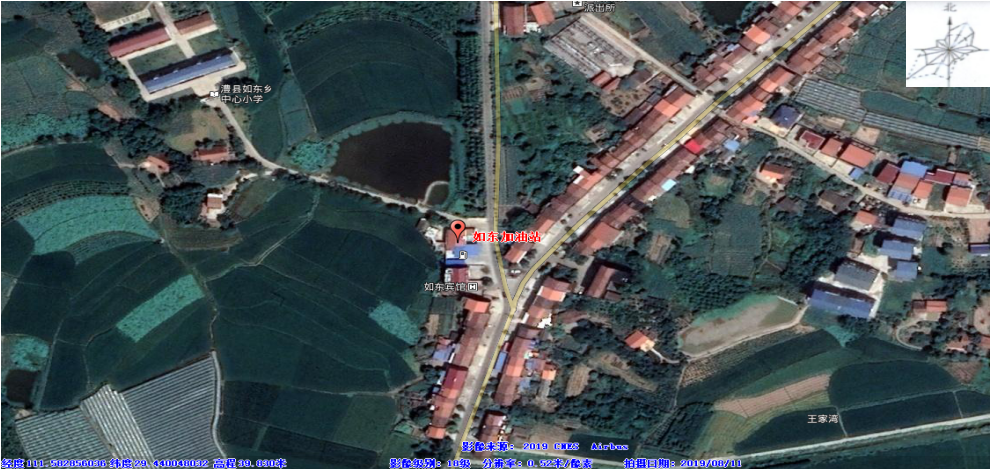 派出所
北
澧县如东乡
中心小学
如东加油站
如东宾馆
H
王家湾
影像来源: 2019 CNES Airbus
经度111.582856036 纬度29.440048032 高程39.030米
影像级别: 18级 分辨率: 0.52米/像素 拍摄日期: 2019/08/11